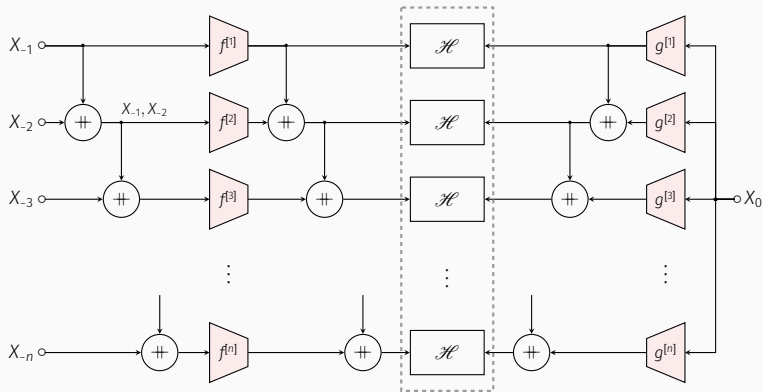 X₋₁ f^[1] ℋ g^[1]
X₋₁, X₋₂
X₋₂ ⧺ f^[2] ⧺ ℋ ⧺ g^[2]
X₋₃ ⧺ f^[3] ⧺ ℋ ⧺ g^[3] X₀
⋮ ⋮ ⋮
X₋ₙ ⧺ f^[n] ⧺ ℋ ⧺ g^[n]